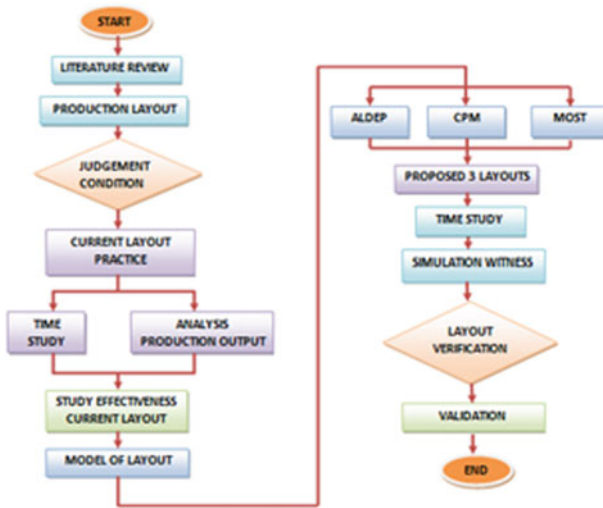 START
LITERATURE REVIEW
PRODUCTION LAYOUT
JUDGEMENT
CONDITION
CURRENT LAYOUT
PRACTICE
TIME
STUDY
ANALYSIS
PRODUCTION OUTPUT
STUDY EFFECTIVENESS
CURRENT LAYOUT
MODEL OF LAYOUT
ALDEP
CPM
MOST
PROPOSED 3 LAYOUTS
TIME STUDY
SIMULATION WITNESS
LAYOUT
VERIFICATION
VALIDATION
END